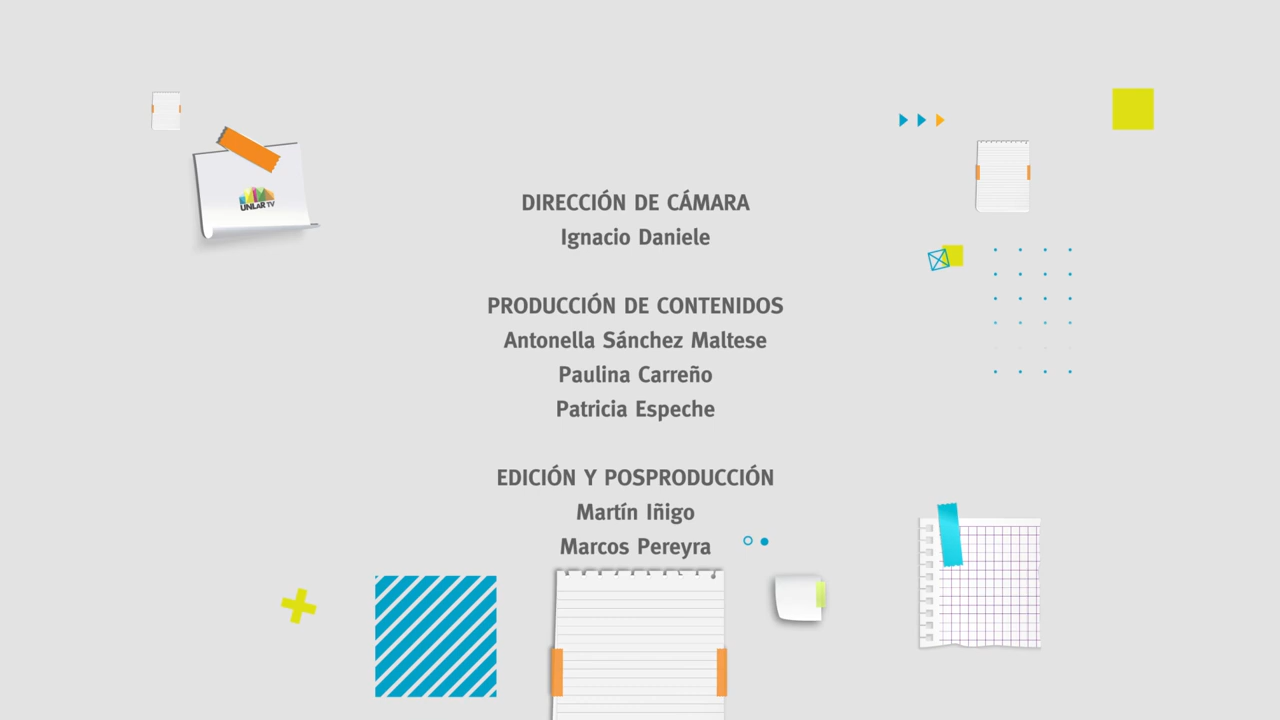 UNLAR TV
DIRECCIÓN DE CÁMARA
Ignacio Daniele
PRODUCCIÓN DE CONTENIDOS
Antonella Sánchez Maltese
Paulina Carreño
Patricia Espeche
EDICIÓN Y POSPRODUCCIÓN
Martín Iñigo
Marcos Pereyra